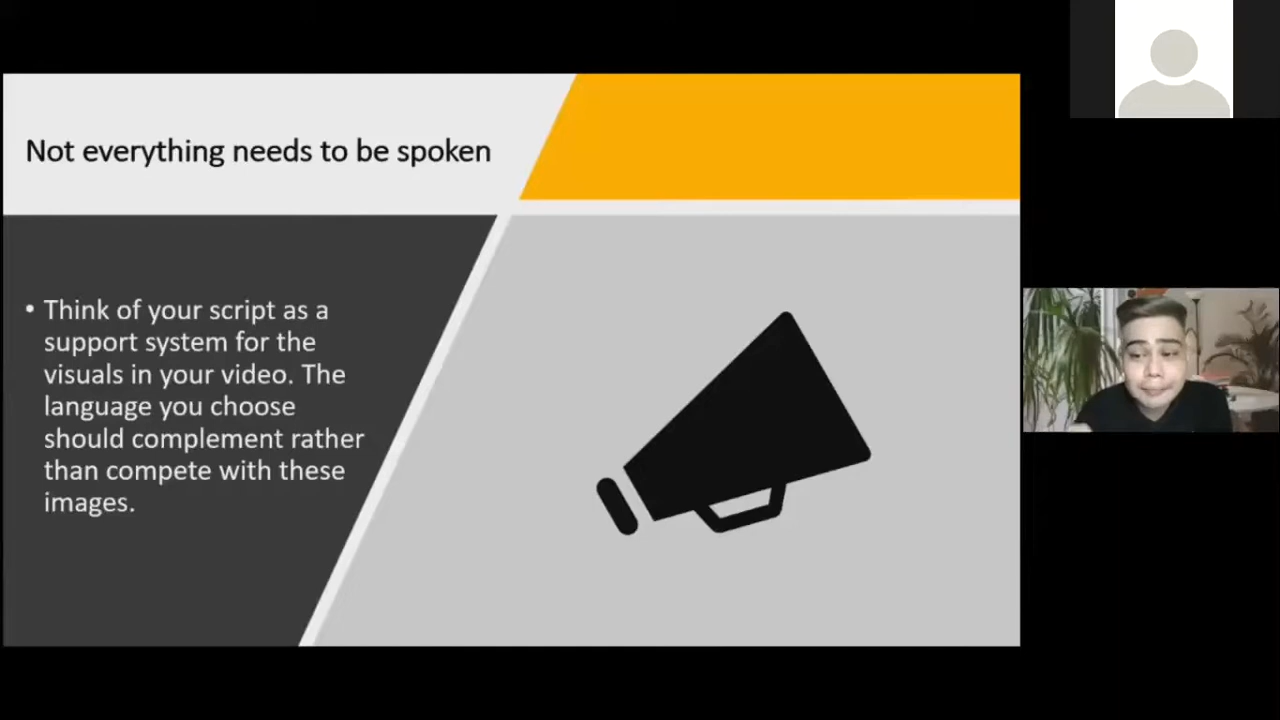 Not everything needs to be spoken
• Think of your script as a
support system for the
visuals in your video. The
language you choose
should complement rather
than compete with these
images.